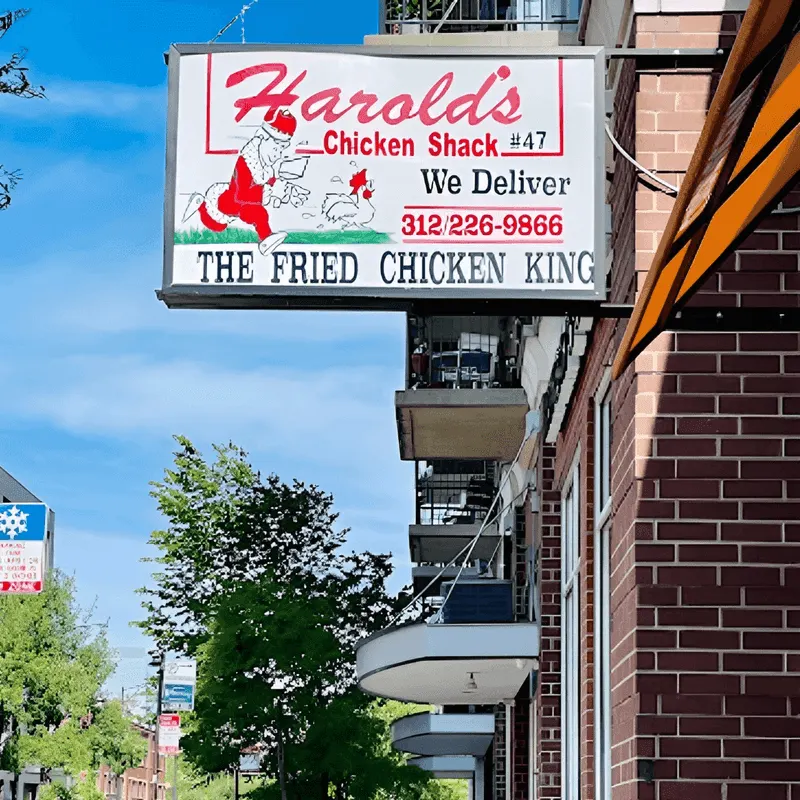 Harold's
Chicken Shack #47
We Deliver
312/226-9866
THE FRIED CHICKEN KING